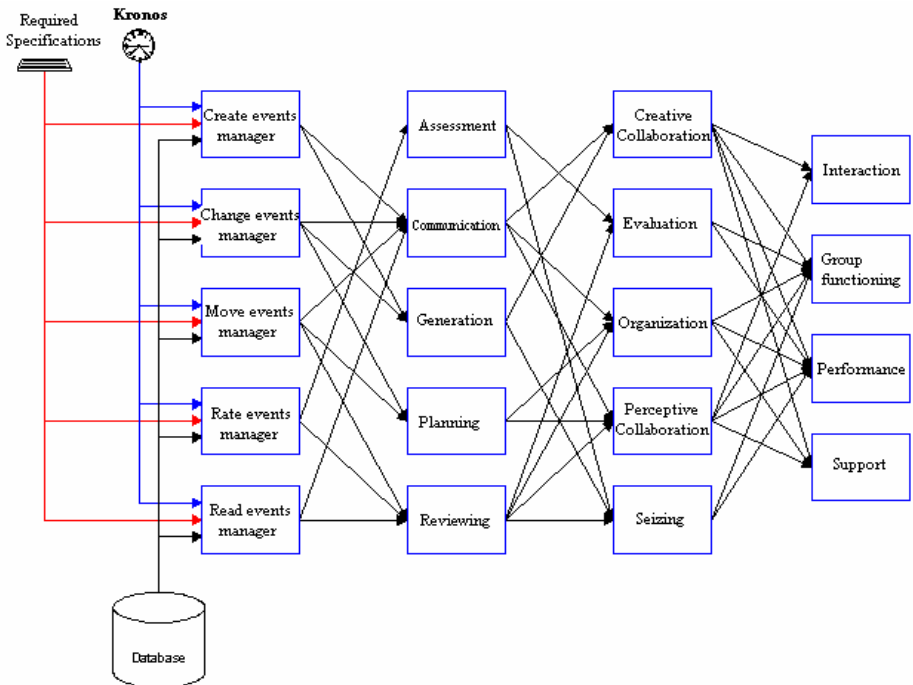 Required
Specifications
Kronos
Create events
manager
Change events
manager
Move events
manager
Rate events
manager
Read events
manager
Assessment
Communication
Generation
Planning
Reviewing
Creative
Collaboration
Evaluation
Organization
Perceptive
Collaboration
Seizing
Interaction
Group
functioning
Performance
Support
Database